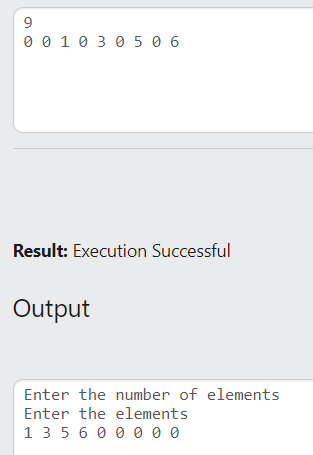 9
0 0 1 0 3 0 5 0 6
Result: Execution Successful
Output
Enter the number of elements
Enter the elements
1 3 5 6 0 0 0 0 0